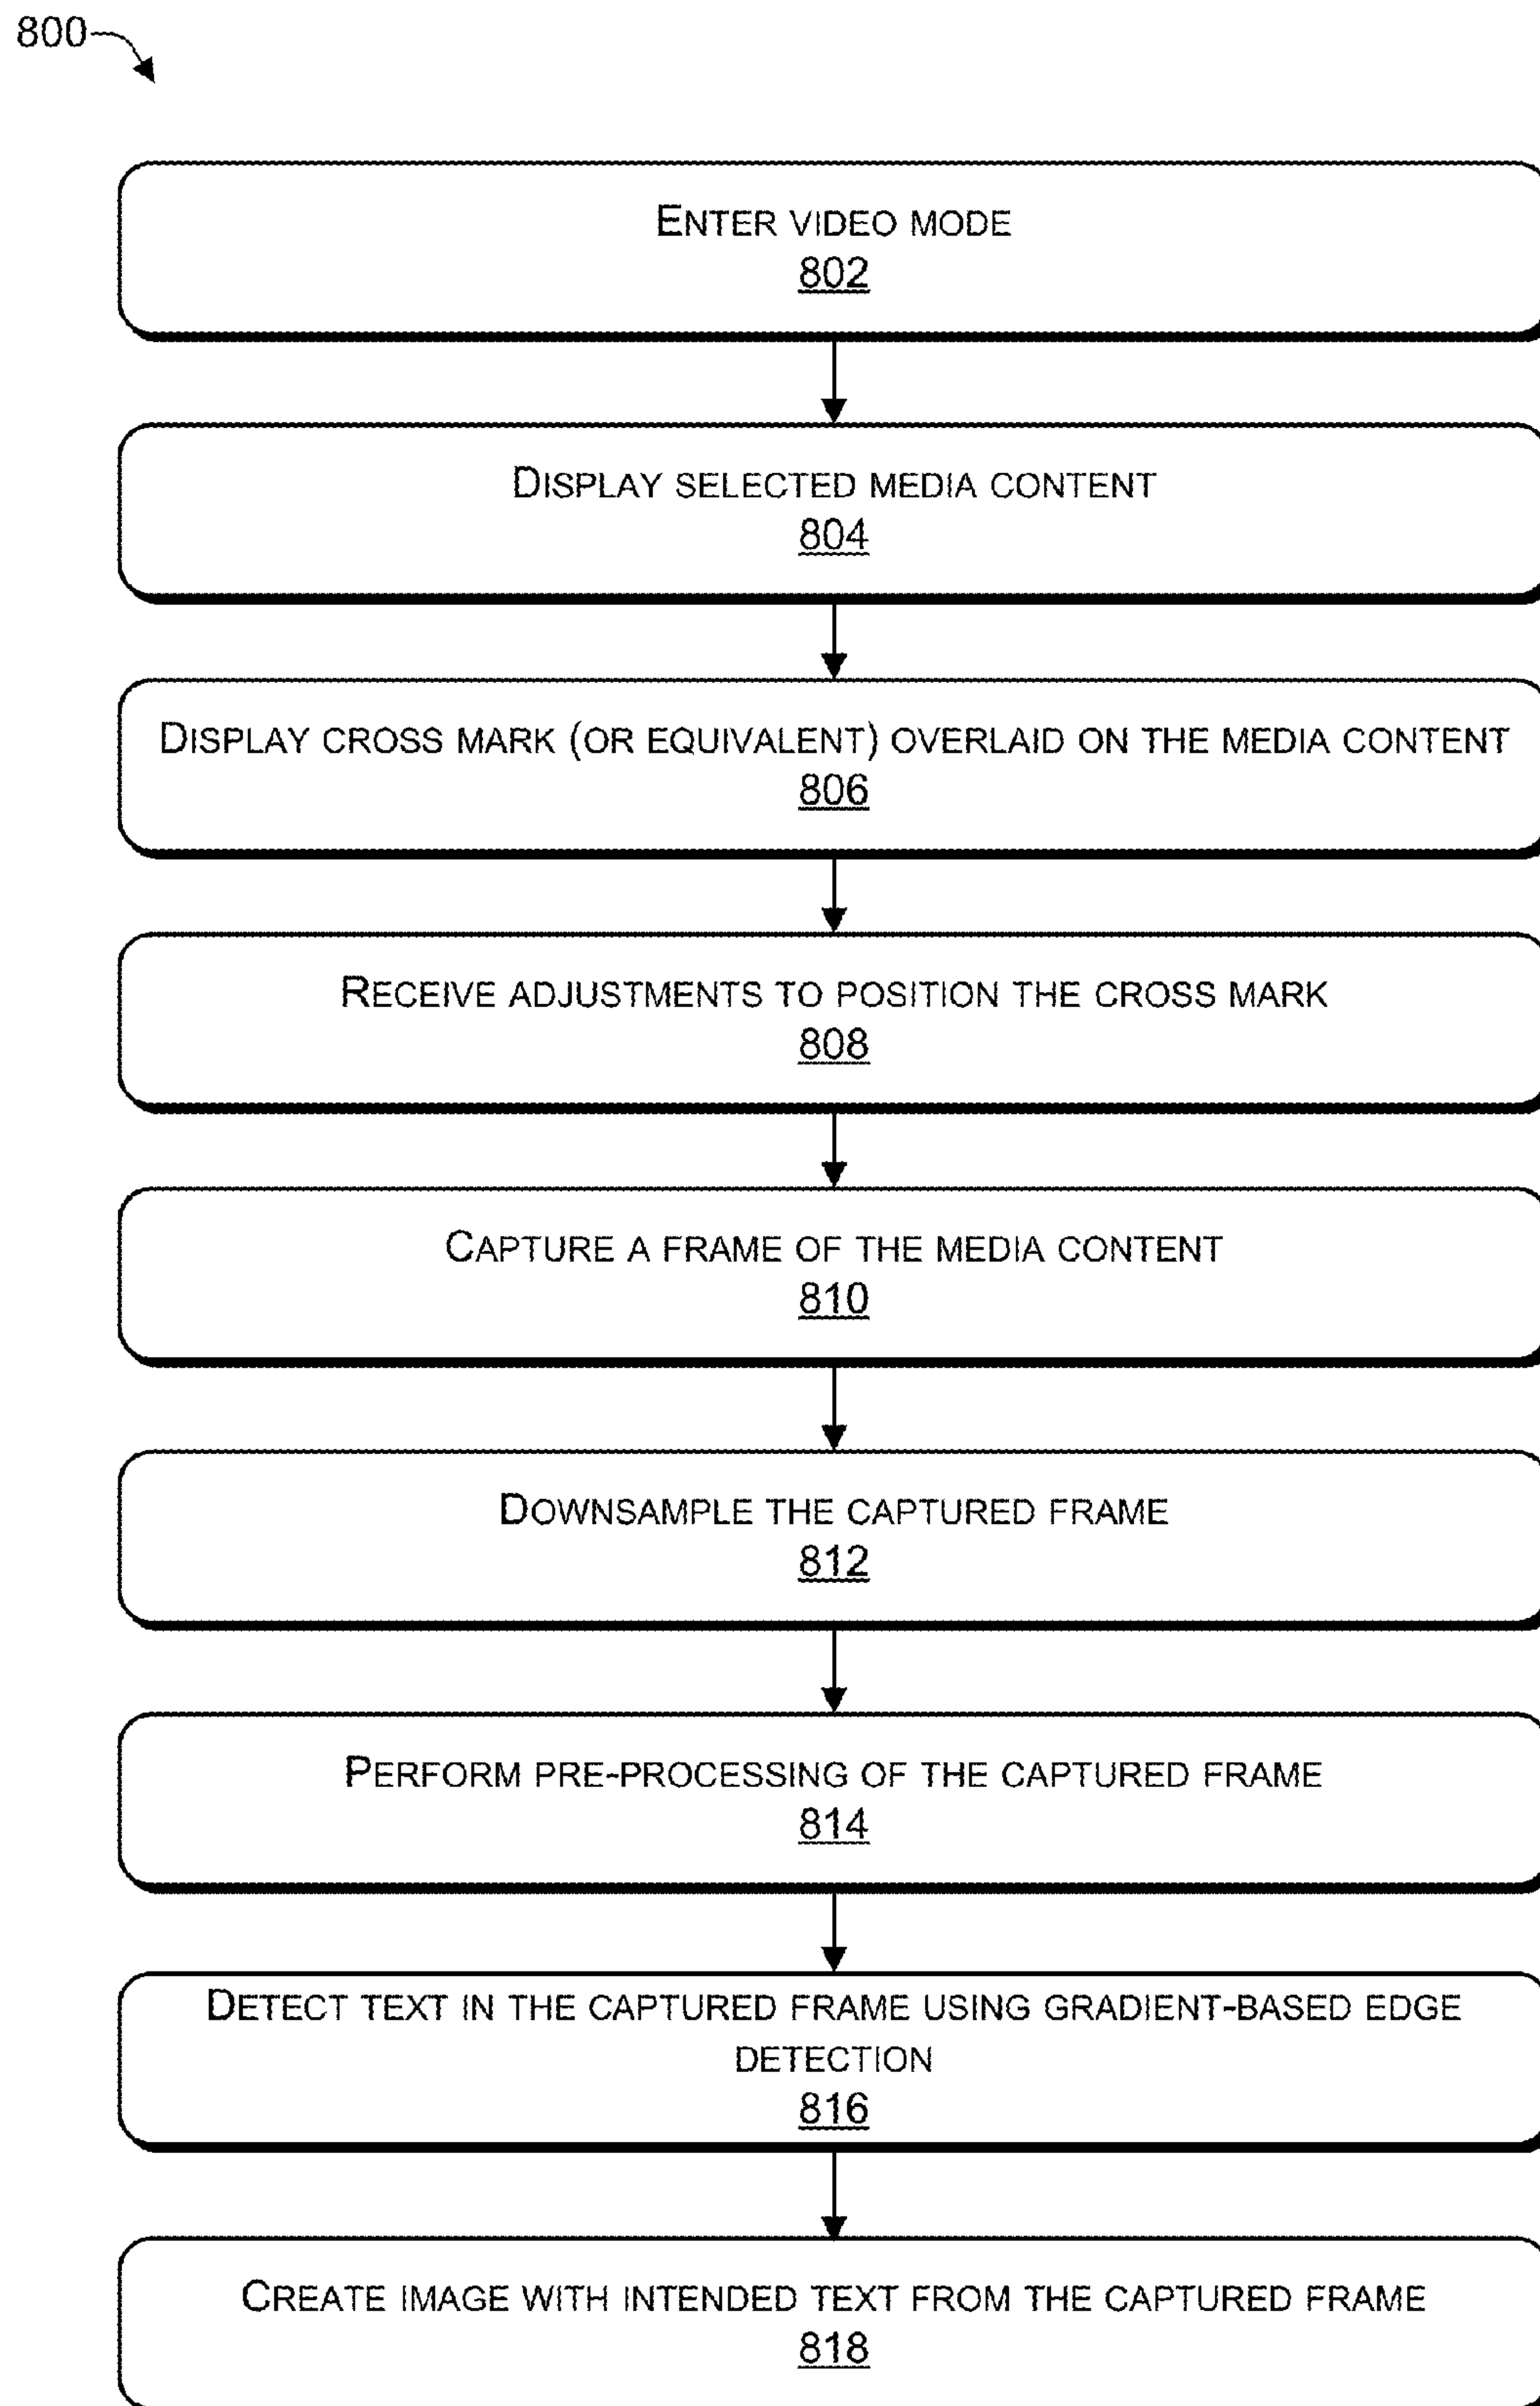 800
ENTER VIDEO MODE
802
DISPLAY SELECTED MEDIA CONTENT
804
DISPLAY CROSS MARK (OR EQUIVALENT) OVERLAID ON THE MEDIA CONTENT
806
RECEIVE ADJUSTMENTS TO POSITION THE CROSS MARK
808
CAPTURE A FRAME OF THE MEDIA CONTENT
810
DOWNSAMPLE THE CAPTURED FRAME
812
PERFORM PRE-PROCESSING OF THE CAPTURED FRAME
814
DETECT TEXT IN THE CAPTURED FRAME USING GRADIENT-BASED EDGE
DETECTION
816
CREATE IMAGE WITH INTENDED TEXT FROM THE CAPTURED FRAME
818